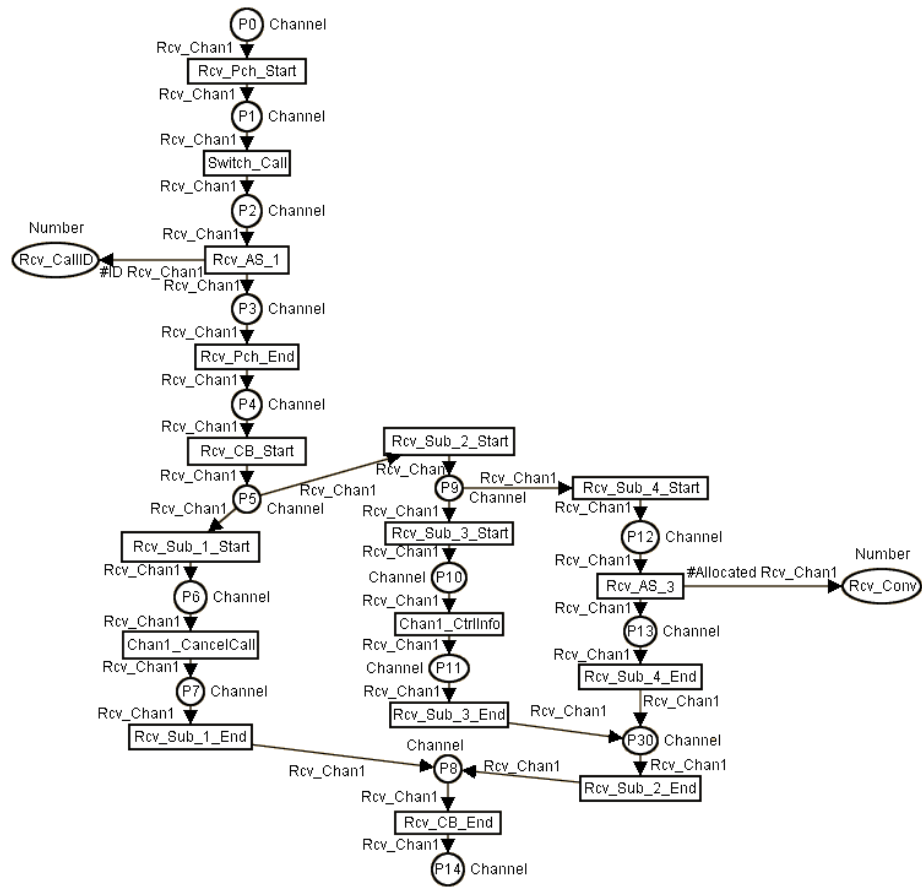 P0 Channel
Rcv_Chan1
Rcv_Pch_Start
Rcv_Chan1
P1 Channel
Rcv_Chan1
Switch_Call
Rcv_Chan1
P2 Channel
Number
Rcv_Chan1
Rcv_CallID
Rcv_AS_1
#ID Rcv_Chan1
Rcv_Chan1
P3 Channel
Rcv_Chan1
Rcv_Pch_End
Rcv_Chan1
P4 Channel
Rcv_Chan1
Rcv_CB_Start
Rcv_Chan1
P5
Channel
Rcv_Chan1
Rcv_Sub_2_Start
Rcv_Chan
P9
Channel
Rcv_Chan1
Rcv_Sub_4_Start
Rcv_Chan1
Rcv_Sub_1_Start
Rcv_Chan1
P6 Channel
Rcv_Chan1
Chan1_CancelCall
Rcv_Chan1
P7 Channel
Rcv_Chan1
Rcv_Sub_1_End
Rcv_Chan1
Rcv_Chan1
Rcv_Sub_3_Start
Rcv_Chan1
Channel P10
Rcv_Chan1
Chan1_CtrlInfo
Rcv_Chan1
Channel P11
Rcv_Chan1
Rcv_Sub_3_End
Rcv_Chan1
Rcv_Chan1
P12 Channel
Rcv_Chan1
Rcv_AS_3
#Allocated Rcv_Chan1
Number
Rcv_Conv
Rcv_Chan1
P13 Channel
Rcv_Chan1
Rcv_Sub_4_End
Rcv_Chan1
P30 Channel
Rcv_Chan1
Rcv_Sub_2_End
Rcv_Chan1
Channel
P8
Rcv_Chan1
Rcv_CB_End
Rcv_Chan1
P14 Channel